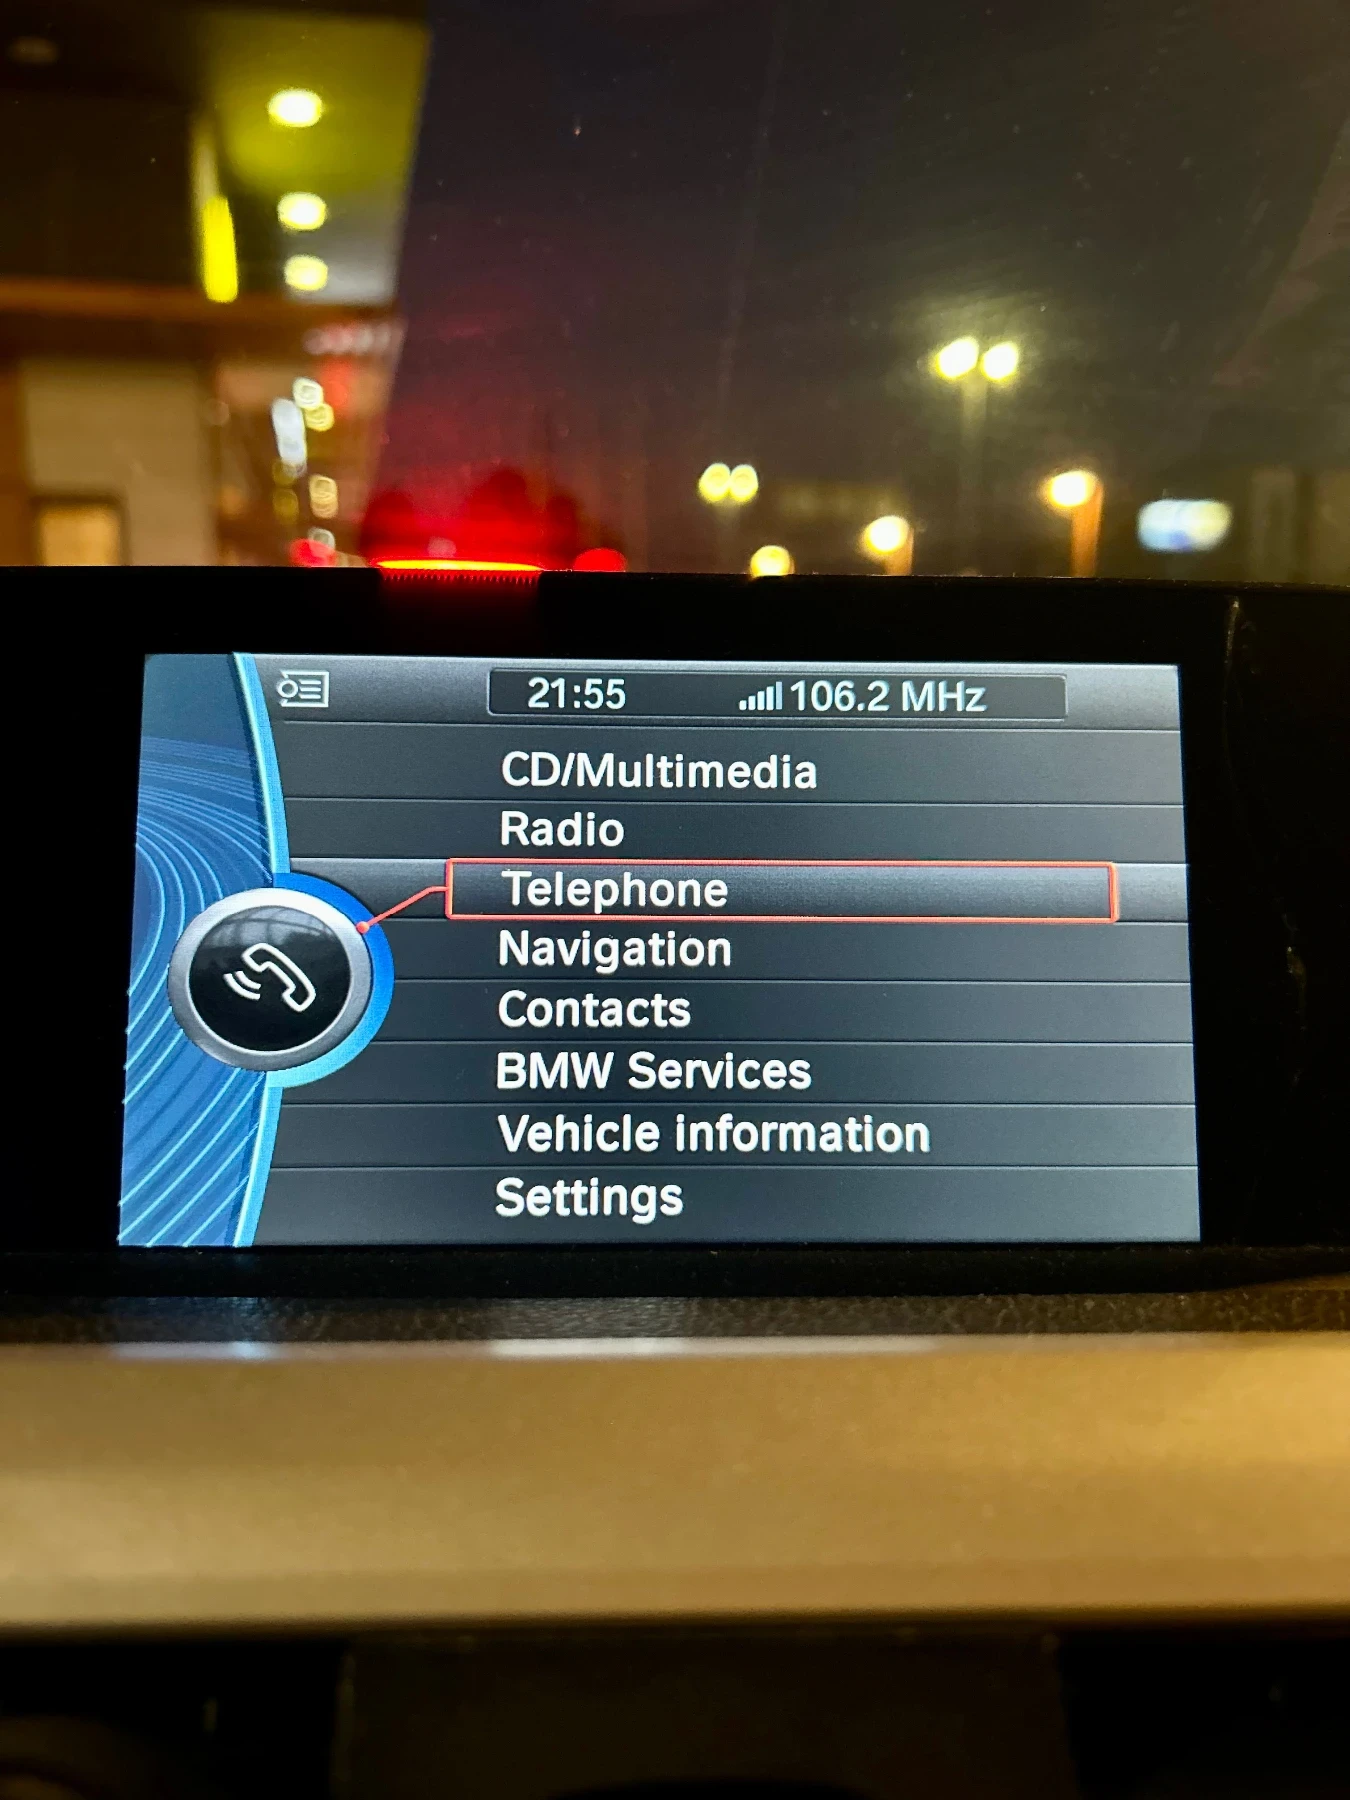 21:55 106.2 MHz
CD/Multimedia
Radio
Telephone
Navigation
Contacts
BMW Services
Vehicle information
Settings